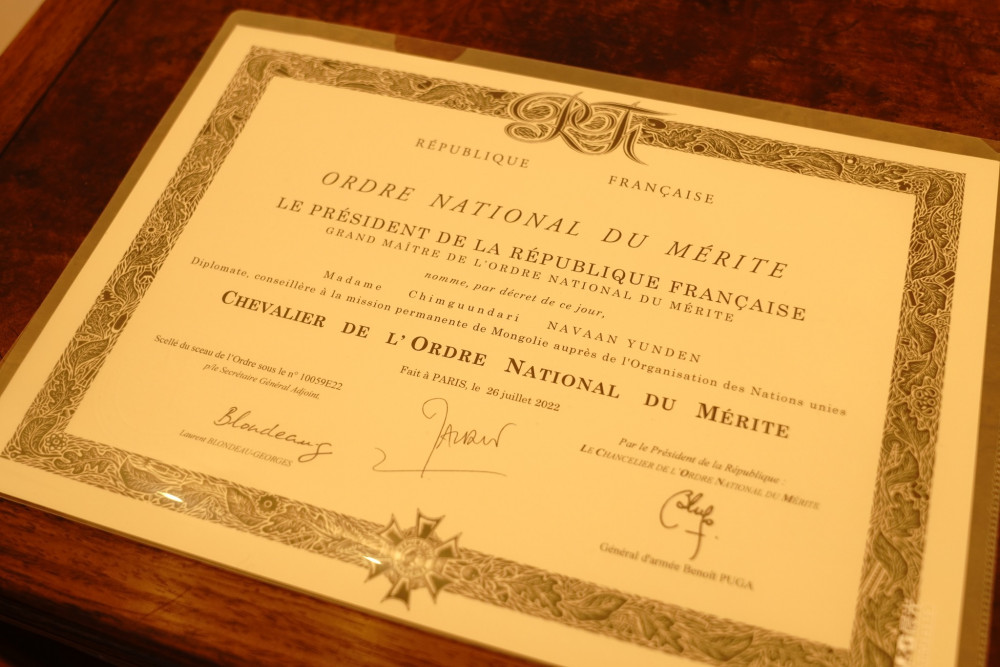 RF
RÉPUBLIQUE FRANÇAISE
ORDRE NATIONAL DU MÉRITE
LE PRÉSIDENT DE LA RÉPUBLIQUE FRANÇAISE
GRAND MAÎTRE DE L'ORDRE NATIONAL DU MÉRITE
nomme, par décret de ce jour,
Madame Chimguundari NAVAAN YUNDEN
Diplomate, conseillère à la mission permanente de Mongolie auprès de l'Organisation des Nations unies
CHEVALIER DE L'ORDRE NATIONAL DU MÉRITE
Fait à PARIS, le 26 juillet 2022
Scellé du sceau de l'Ordre sous le n° 10059E22
p/le Secrétaire Général Adjoint.
Laurent BLONDEAU-GEORGES
Par le Président de la République :
LE CHANCELIER DE L'ORDRE NATIONAL DU MÉRITE
Général d'armée Benoît PUGA